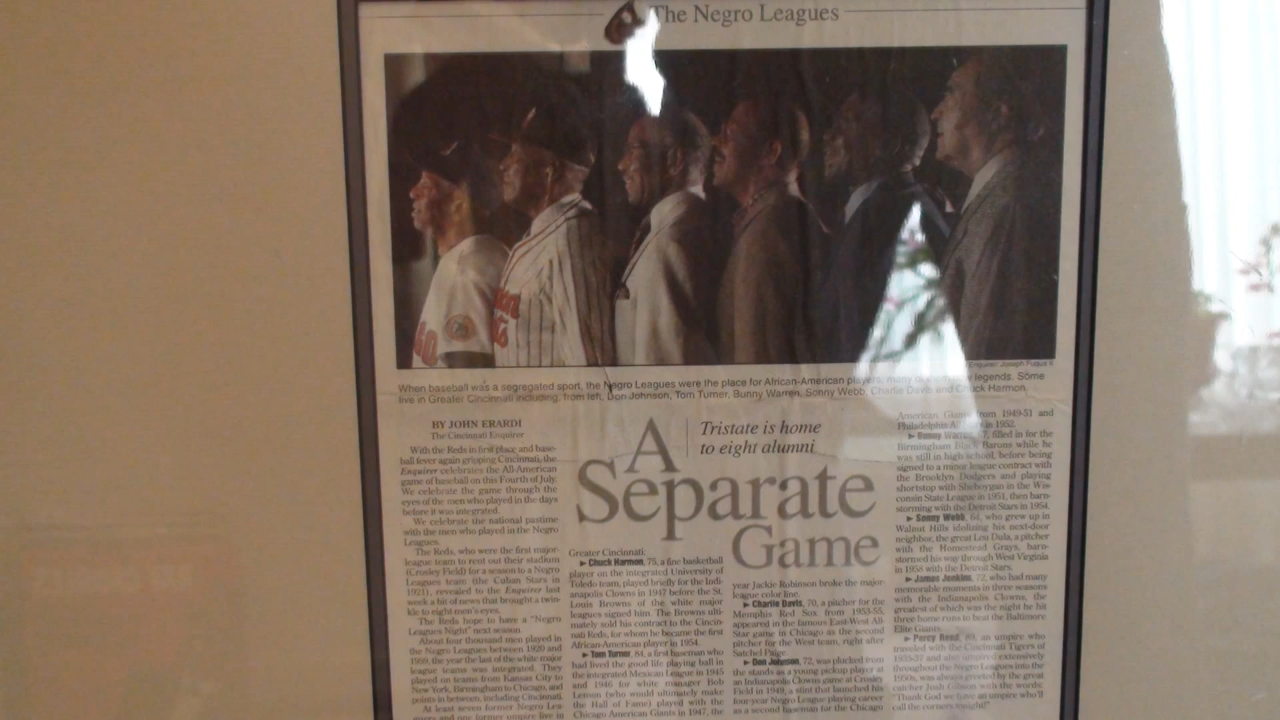 The Negro Leagues
Enquirer/Joseph Fuqua II
When baseball was a segregated sport, the Negro Leagues were the place for African-American players, many of legends. Some
live in Greater Cincinnati including, from left, Don Johnson, Tom Turner, Bunny Warren, Sonny Webb, Charlie Davis and Chuck Harmon.
A
Separate
Game
Tristate is home
to eight alumni
BY JOHN ERARDI
The Cincinnati Enquirer
With the Reds in first place and base-
ball fever again gripping Cincinnati, the
Enquirer celebrates the All-American
game of baseball on this Fourth of July.
We celebrate the game through the
eyes of the men who played in the days
before it was integrated.
We celebrate the national pastime
with the men who played in the Negro
Leagues.
The Reds, who were the first major-
league team to rent out their stadium
(Crosley Field) for a season to a Negro
Leagues team (the Cuban Stars in
1921), revealed to the Enquirer last
week a bit of news that brought a twin-
kle to eight men's eyes.
The Reds hope to have a "Negro
Leagues Night" next season.
About four thousand men played in
the Negro Leagues between 1920 and
1959, the year the last of the white major
league teams was integrated. They
played on teams from Kansas City to
New York, Birmingham to Chicago, and
points in between, including Cincinnati.
At least seven former Negro Lea-
guers and one former umpire live in
Greater Cincinnati.
► Chuck Harmon, 75, a fine basketball
player on the integrated University of
Toledo team, played briefly for the Indi-
anapolis Clowns in 1947 before the St.
Louis Browns of the white major
leagues signed him. The Browns ulti-
mately sold his contract to the Cincin-
nati Reds, for whom he became the first
African-American player in 1954.
► Tom Turner, 84, a first baseman who
had lived the good life playing ball in
the integrated Mexican League in 1945
and 1946 for white manager Bob
Lemon (who would ultimately make
the Hall of Fame) played with the
Chicago American Giants in 1947, the
year Jackie Robinson broke the major-
league color line.
► Charlie Davis, 70, a pitcher for the
Memphis Red Sox from 1953-55,
appeared in the famous East-West All-
Star game in Chicago as the second
pitcher for the West team, right after
Satchel Paige.
► Don Johnson, 72, was plucked from
the stands as a young pickup player at
an Indianapolis Clowns game at Crosley
Field in 1949, a stint that launched his
four-year Negro League playing career
as a second baseman for the Chicago
American Giants from 1949-51 and
Philadelphia in 1952.
► Bunny Warren, filled in for the
Birmingham Black Barons while he
was still in high school, before being
signed to a minor league contract with
the Brooklyn Dodgers and playing
shortstop with Sheboygan in the Wis-
consin State League in 1951, then barn-
storming with the Detroit Stars in 1954.
► Sonny Webb, 64, who grew up in
Walnut Hills idolizing his next-door
neighbor, the great Lou Dula, a pitcher
with the Homestead Grays, barn-
stormed his way through West Virginia
in 1958 with the Detroit Stars.
► James Jenkins, 72, who had many
memorable moments in three seasons
with the Indianapolis Clowns, the
greatest of which was the night he hit
three home runs to beat the Baltimore
Elite Giants.
► Percy Reed, 89, an umpire who
traveled with the Cincinnati Tigers of
1935-37 and also umpired extensively
throughout the Negro Leagues into the
1950s, was always greeted by the great
catcher Josh Gibson with the words:
"Thank God we have an umpire who'll
call the corners tonight!"